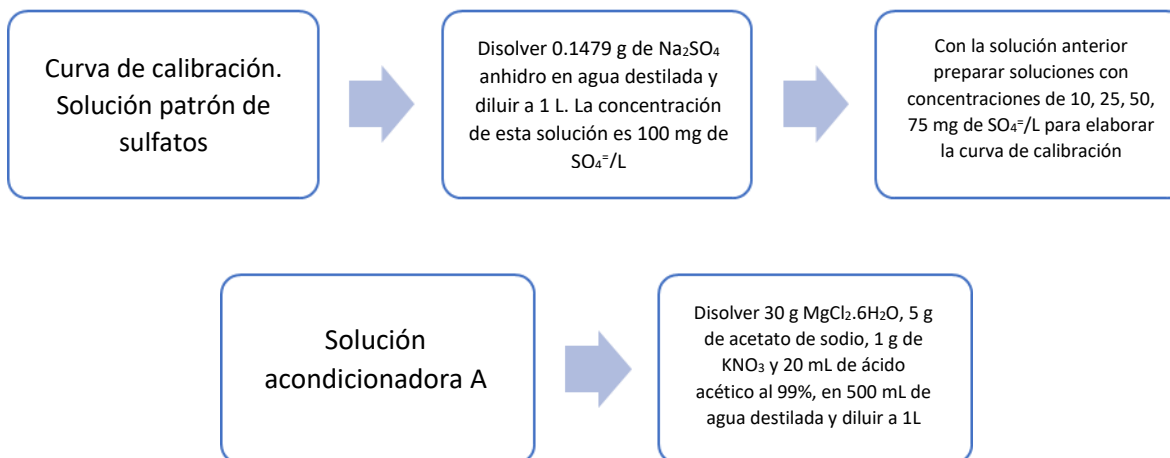 Curva de calibración.
Solución patrón de
sulfatos
Disolver 0.1479 g de Na₂SO₄
anhidro en agua destilada y
diluir a 1 L. La concentración
de esta solución es 100 mg de
SO₄⁼/L
Con la solución anterior
preparar soluciones con
concentraciones de 10, 25, 50,
75 mg de SO₄⁼/L para elaborar
la curva de calibración
Solución
acondicionadora A
Disolver 30 g MgCl₂.6H₂O, 5 g
de acetato de sodio, 1 g de
KNO₃ y 20 mL de ácido
acético al 99%, en 500 mL de
agua destilada y diluir a 1L